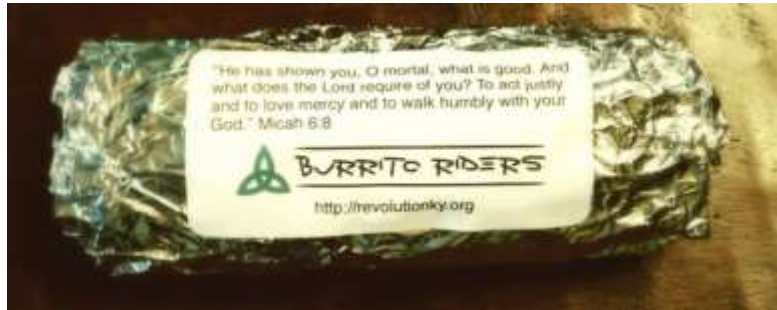 "He has shown you, O mortal, what is good. And
what does the Lord require of you? To act justly
and to love mercy and to walk humbly with your
God." Micah 6:8
BURRITO RIDERS
http://revolutionky.org